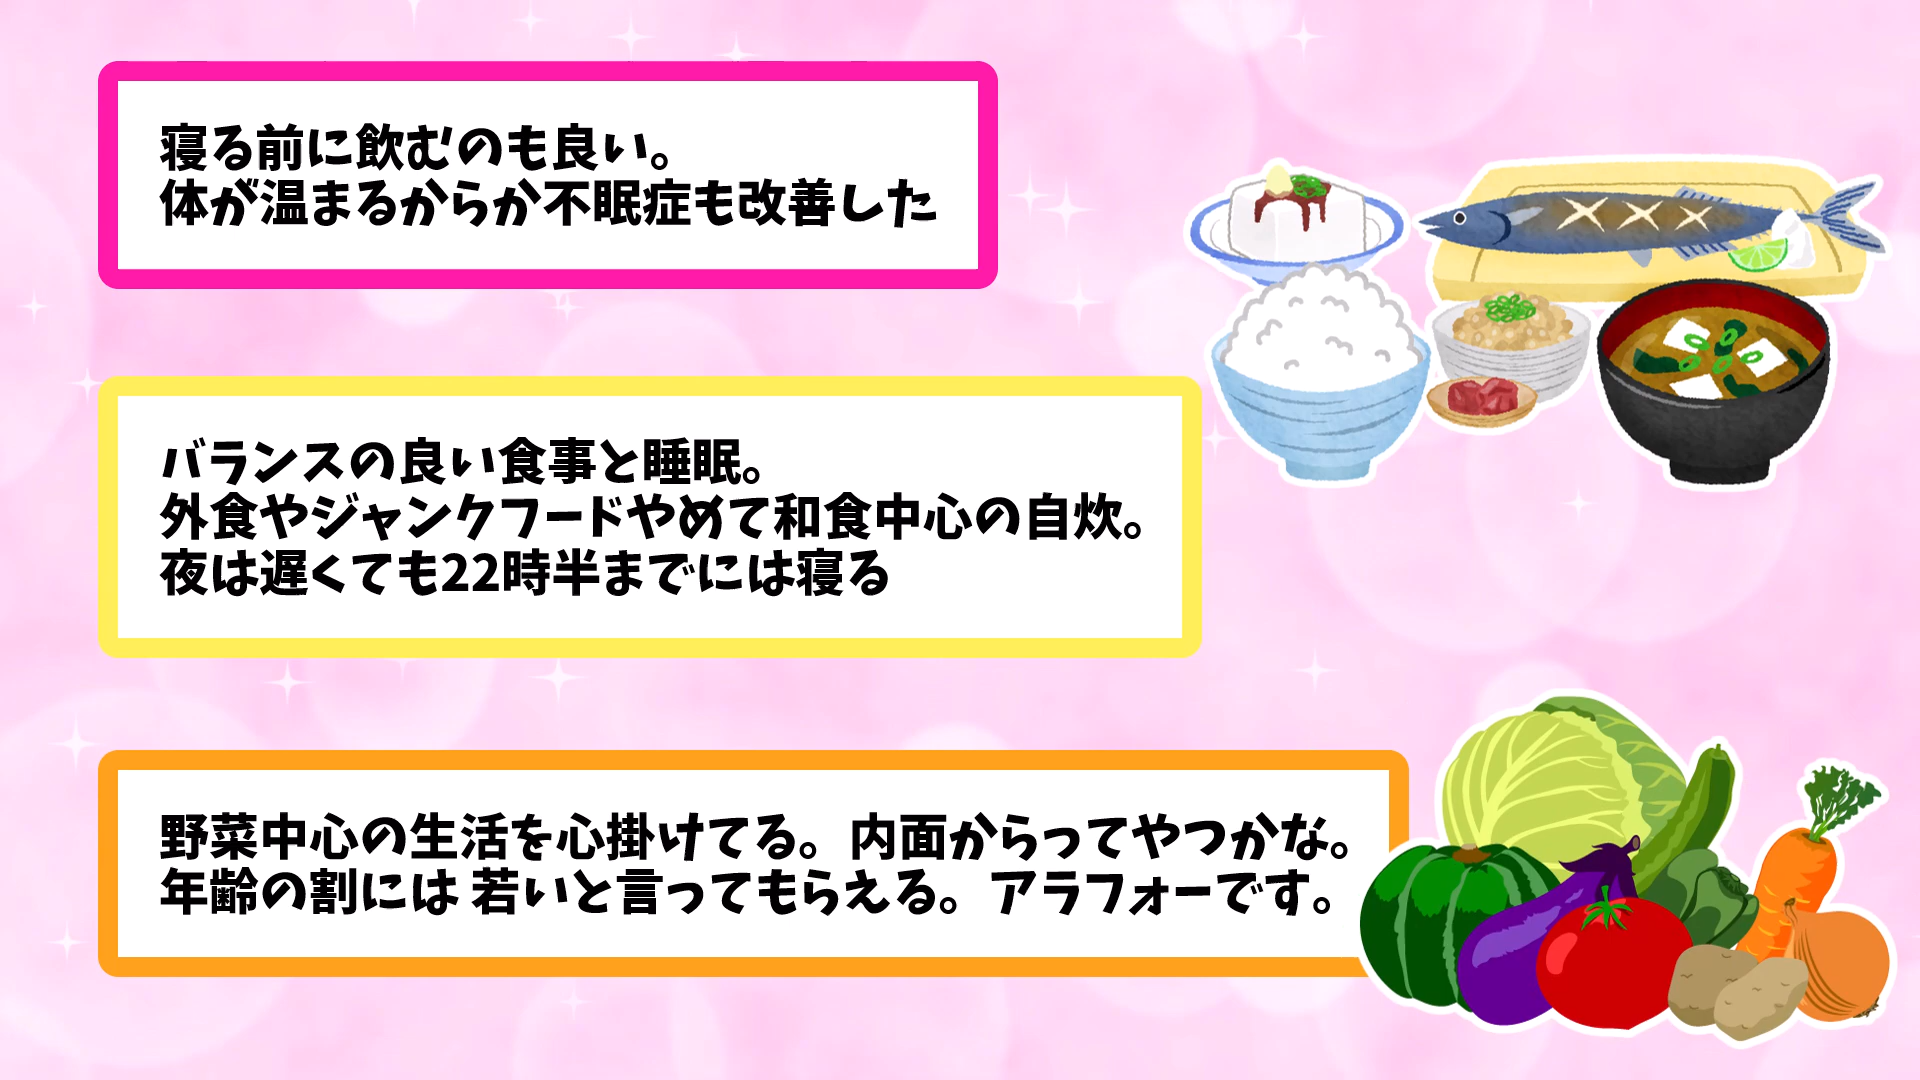 寝る前に飲むのも良い。
体が温まるからか不眠症も改善した
バランスの良い食事と睡眠。
外食やジャンクフードやめて和食中心の自炊。
夜は遅くても22時半までには寝る
野菜中心の生活を心掛けてる。内面からってやつかな。
年齢の割には 若いと言ってもらえる。アラフォーです。